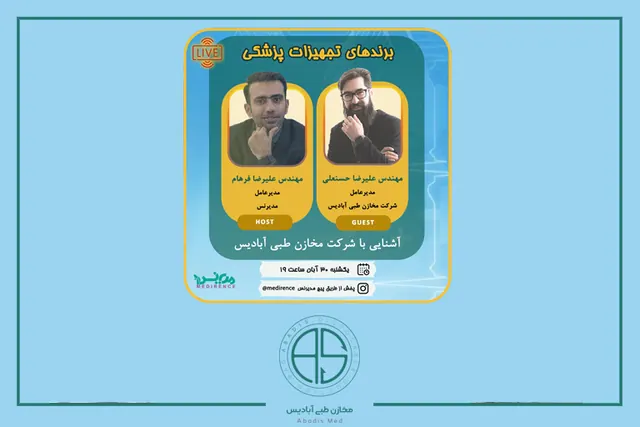 LIVE
برندهای تجهیزات پزشکی
مهندس علیرضا حسنعلی
مدیرعامل
شرکت مخازن طبی آبادیس
GUEST
مهندس علیرضا فرهام
مدیرعامل
مدیرنس
HOST
آشنایی با شرکت مخازن طبی آبادیس
یکشنبه ۳۰ آبان ساعت ۱۹
پخش از طریق پیج مدیرنس @medirence
مدیرنس
MEDIRENCE
مخازن طبی آبادیس
Abadis Med